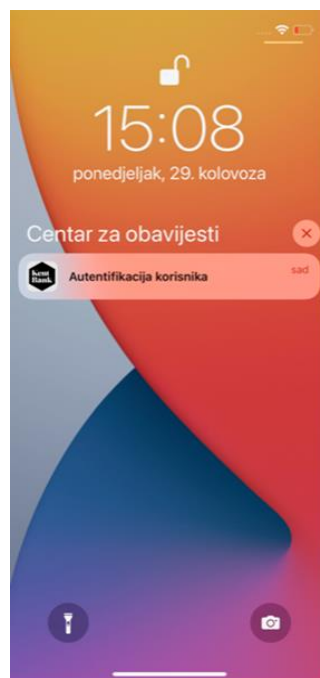 15:08
ponedjeljak, 29. kolovoza
Centar za obavijesti
Kent
Bank
Autentifikacija korisnika
sad